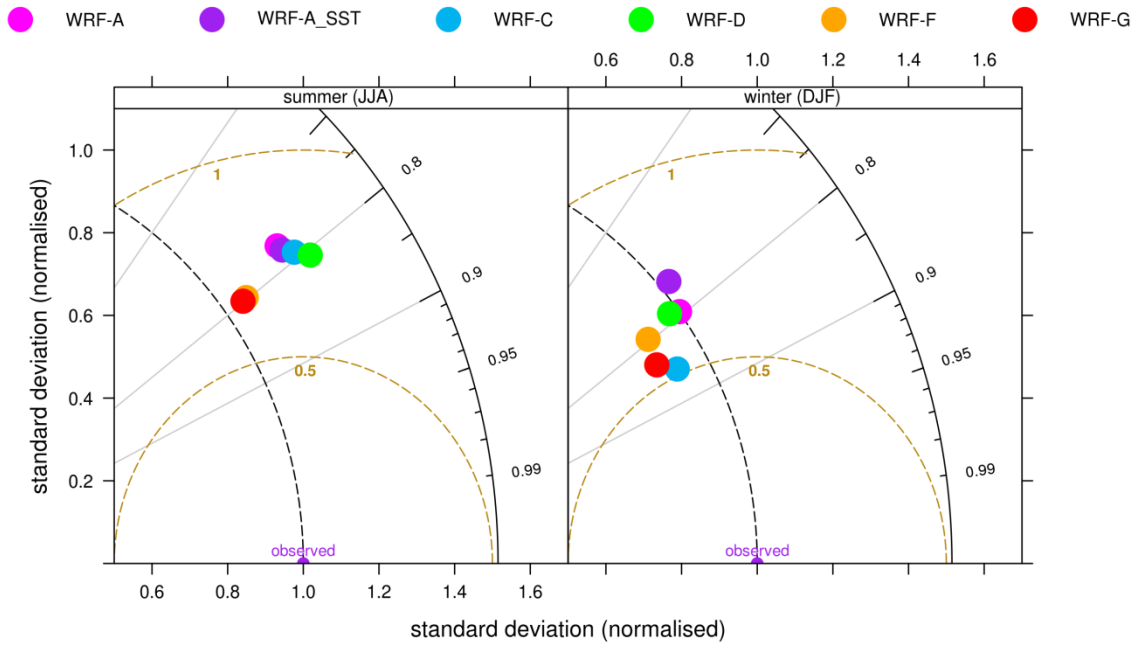 WRF-A WRF-A_SST WRF-C WRF-D WRF-F WRF-G
0.6 0.8 1.0 1.2 1.4 1.6
summer (JJA) winter (DJF)
1.0
0.8
0.6
0.4
0.2
standard deviation (normalised)
1
0.5
observed
0.8
0.9
0.95
0.99
1
0.5
observed
0.8
0.9
0.95
0.99
0.6 0.8 1.0 1.2 1.4 1.6
standard deviation (normalised)